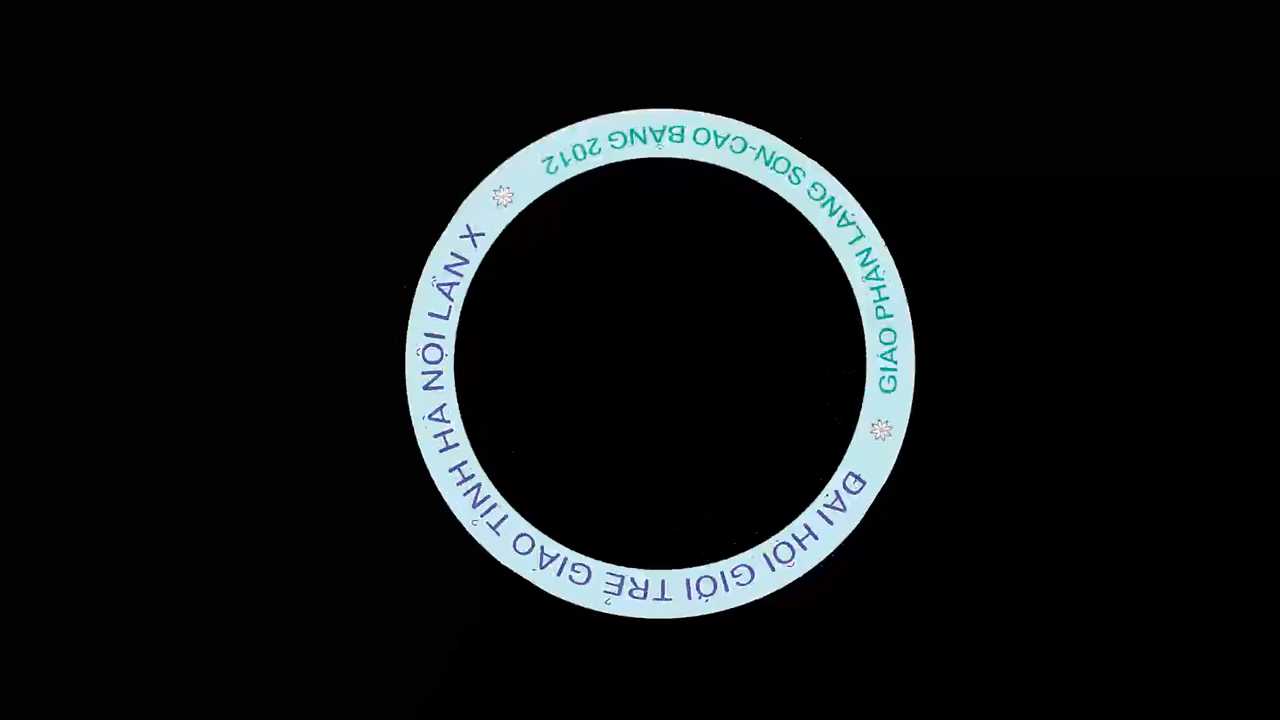 ĐẠI HỘI GIỚI TRẺ GIÁO TỈNH HÀ NỘI LẦN X
GIÁO PHẬN LẠNG SƠN-CAO BẰNG 2012